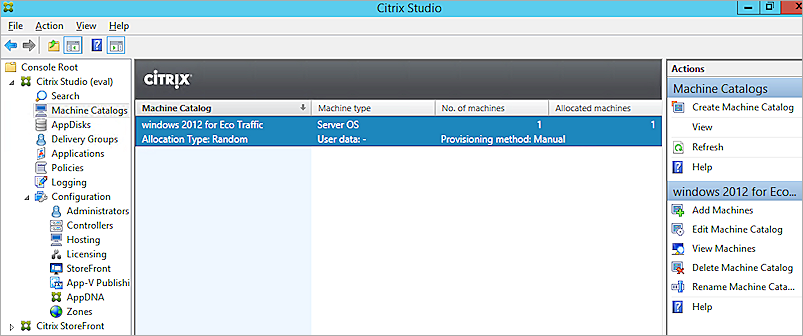 Citrix Studio
File Action View Help
Console Root
Citrix Studio (eval)
Search
Machine Catalogs
AppDisks
Delivery Groups
Applications
Policies
Logging
Configuration
Administrators
Controllers
Hosting
Licensing
StoreFront
App-V Publishi
AppDNA
Zones
Citrix StoreFront
CİTRIX
Machine Catalog Machine type No. of machines Allocated machines
windows 2012 for Eco Traffic Server OS 1 1
Allocation Type: Random User data: - Provisioning method: Manual
Actions
Machine Catalogs
Create Machine Catalog
View
Refresh
Help
windows 2012 for Eco...
Add Machines
Edit Machine Catalog
View Machines
Delete Machine Catalog
Rename Machine Cata...
Help